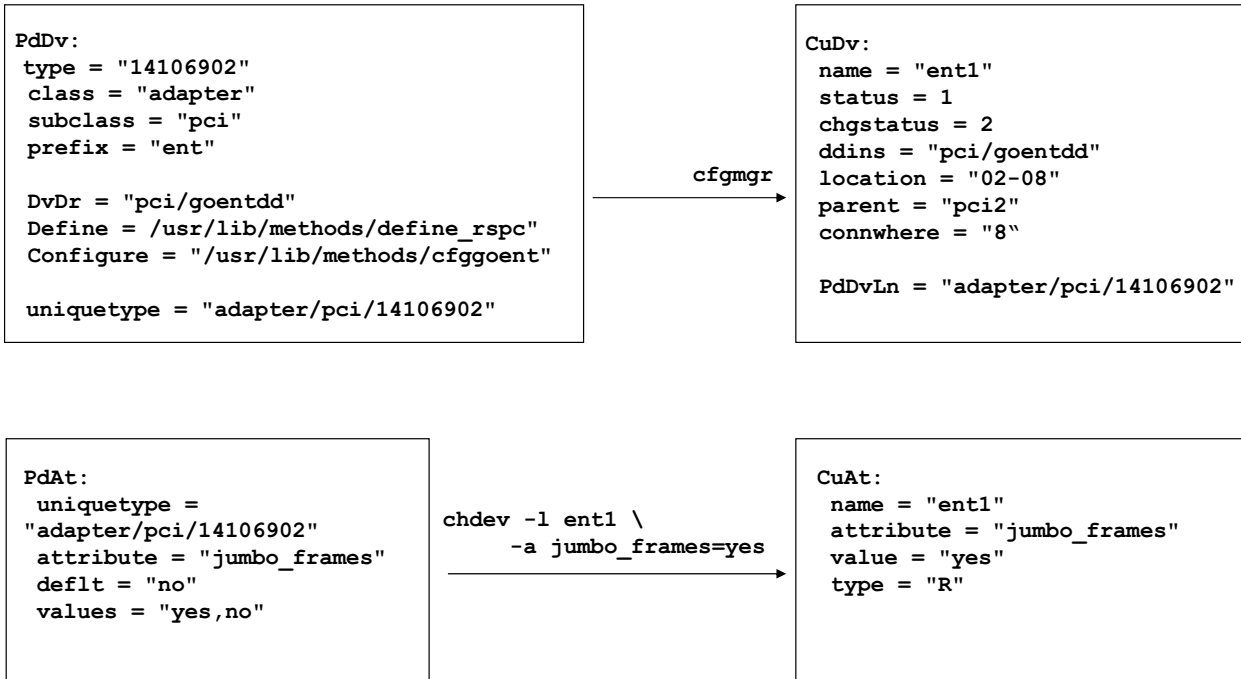 PdDv:
type = "14106902"
class = "adapter"
subclass = "pci"
prefix = "ent"
DvDr = "pci/goentdd"
Define = /usr/lib/methods/define_rspc"
Configure = "/usr/lib/methods/cfggoent"
uniquetype = "adapter/pci/14106902"
cfgmgr
CuDv:
name = "ent1"
status = 1
chgstatus = 2
ddins = "pci/goentdd"
location = "02-08"
parent = "pci2"
connwhere = "8“
PdDvLn = "adapter/pci/14106902"
PdAt:
uniquetype =
"adapter/pci/14106902"
attribute = "jumbo_frames"
deflt = "no"
values = "yes,no"
chdev -l ent1 \
-a jumbo_frames=yes
CuAt:
name = "ent1"
attribute = "jumbo_frames"
value = "yes"
type = "R"